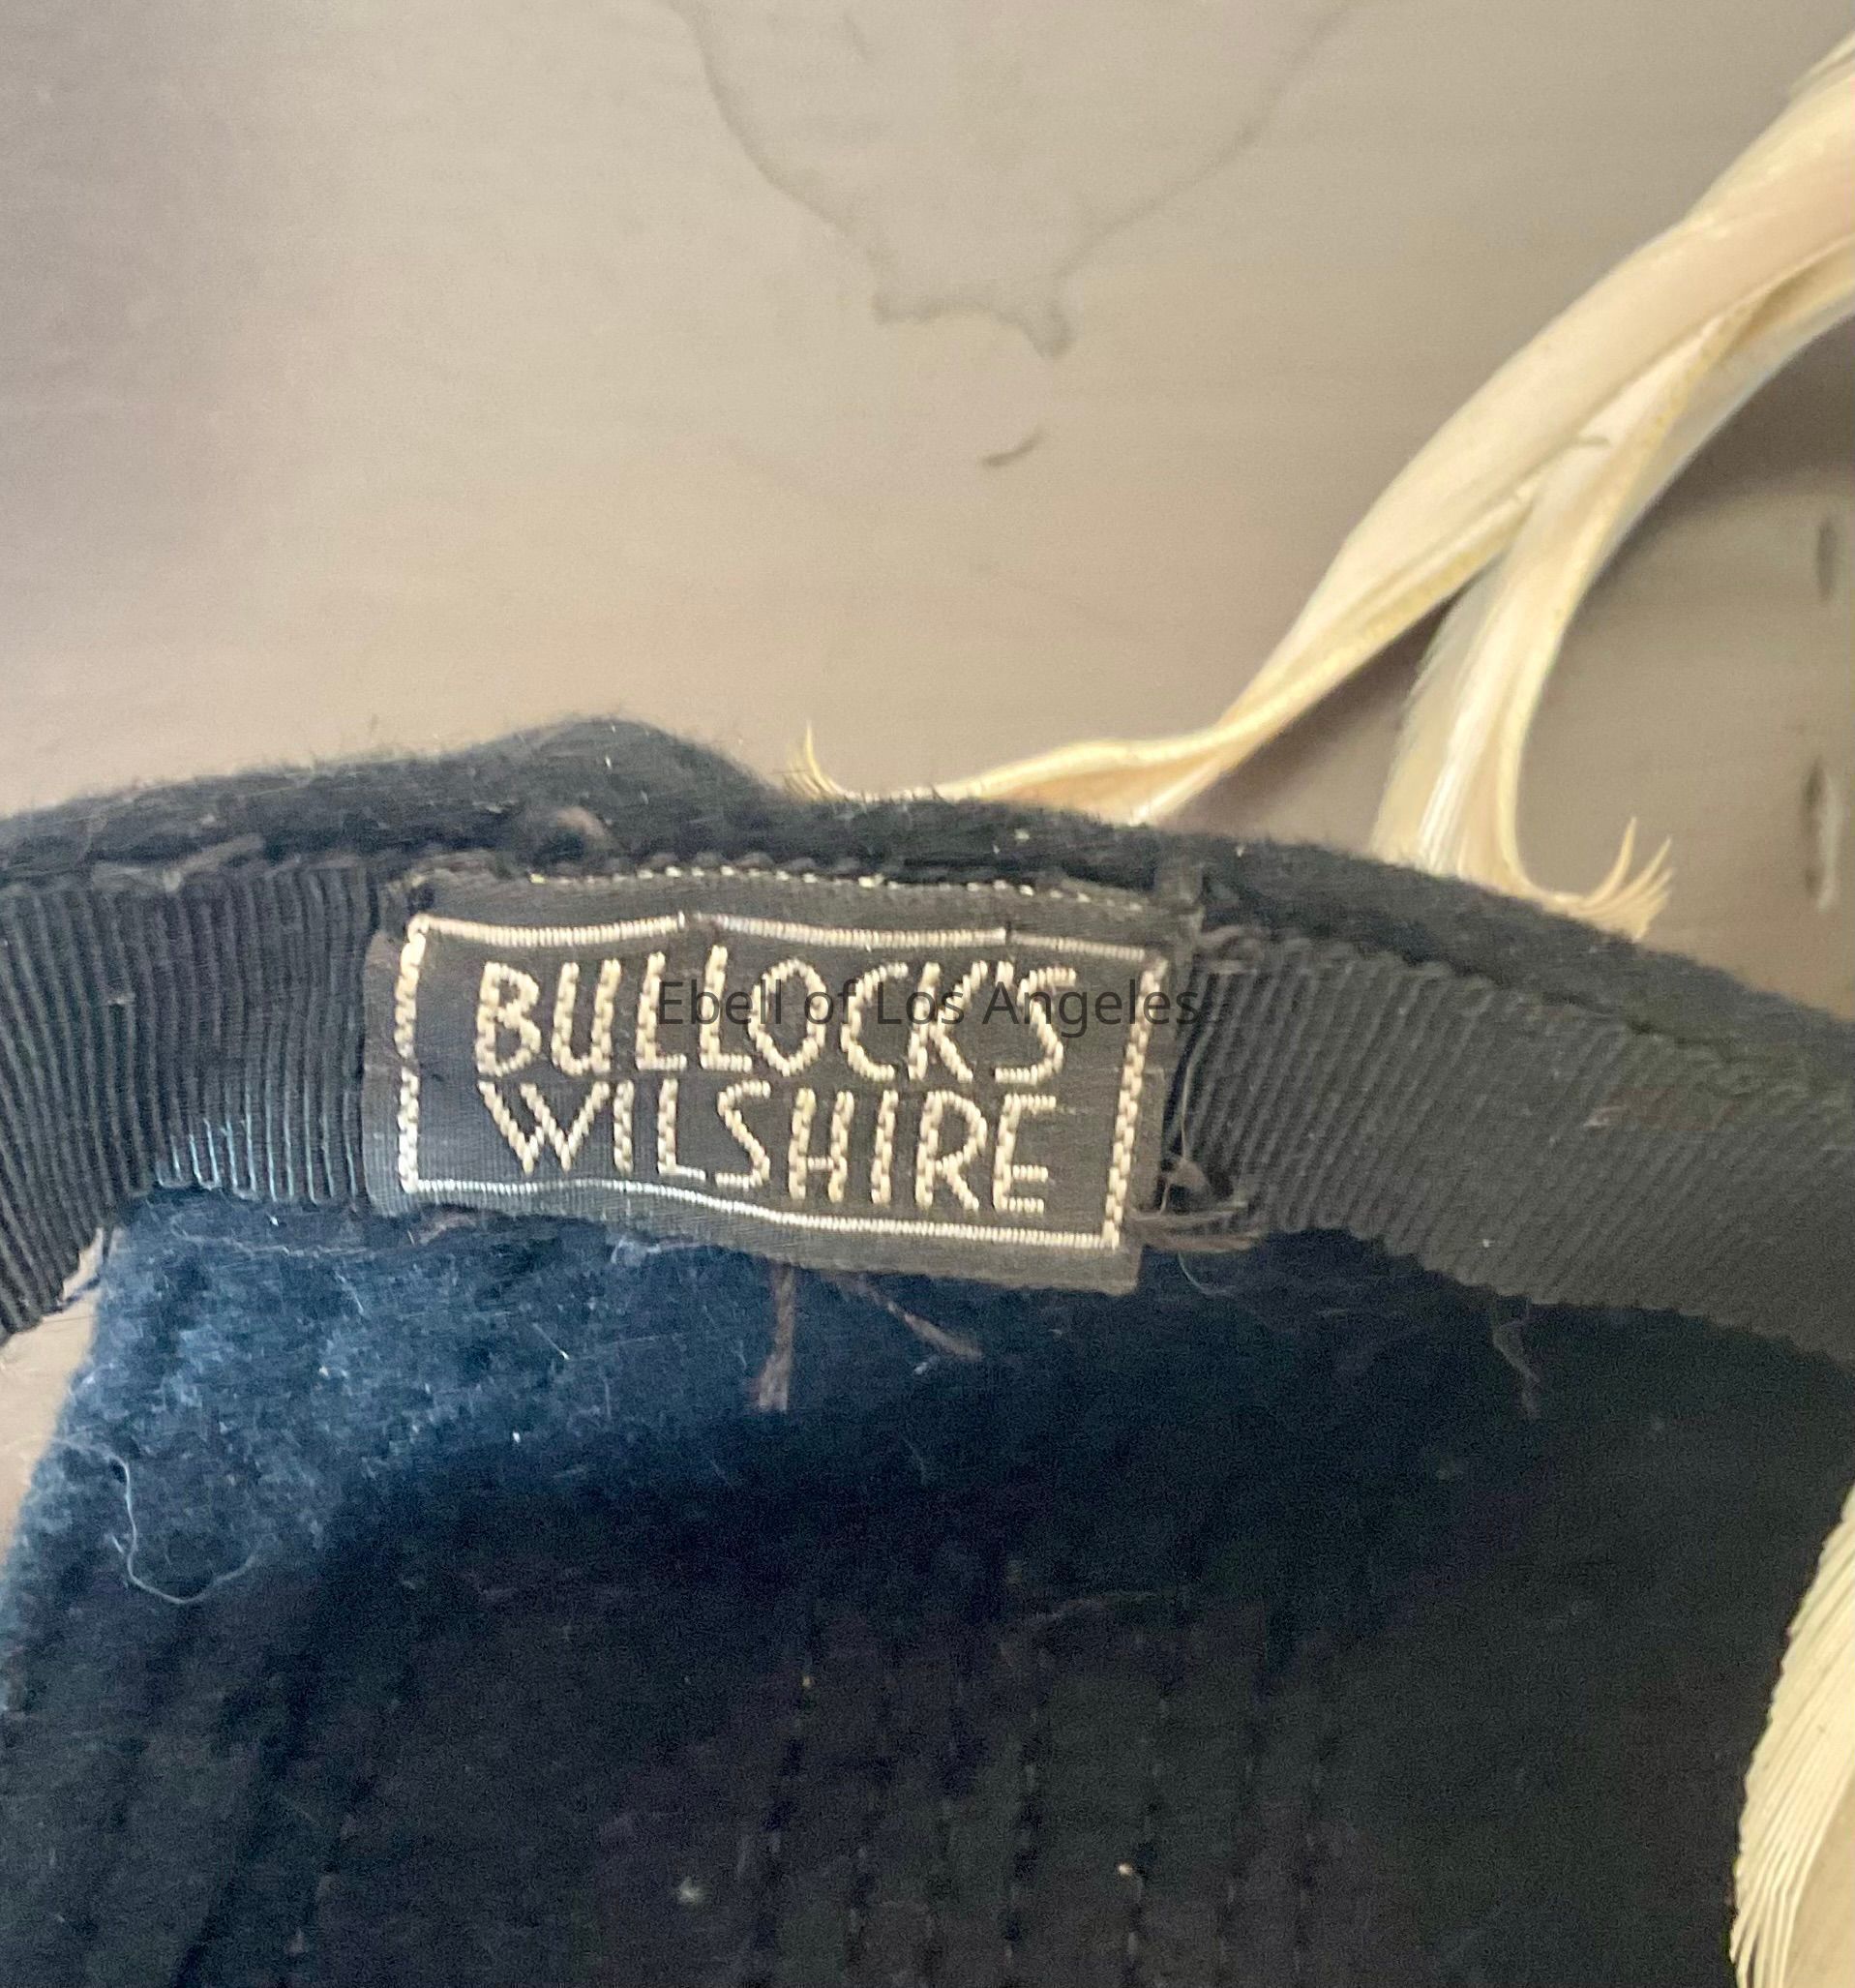 BULLOCK'S
WILSHIRE
Ebell of Los Angeles